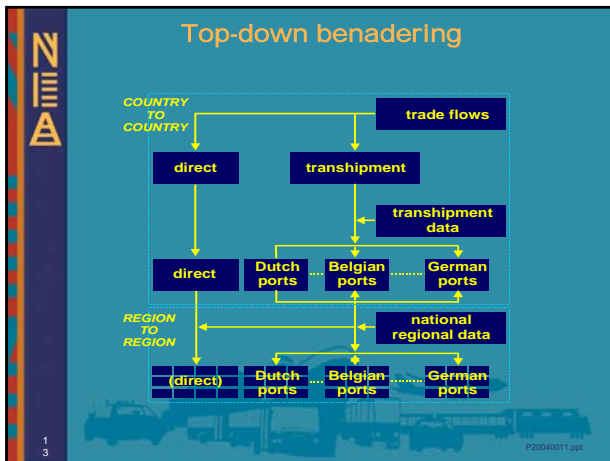 NEA
Top-down benadering
COUNTRY
TO
COUNTRY
trade flows
direct
transhipment
transhipment
data
direct
Dutch
ports
Belgian
ports
German
ports
REGION
TO
REGION
national
regional data
(direct)
Dutch
ports
Belgian
ports
German
ports
1
3
P20040011.ppt